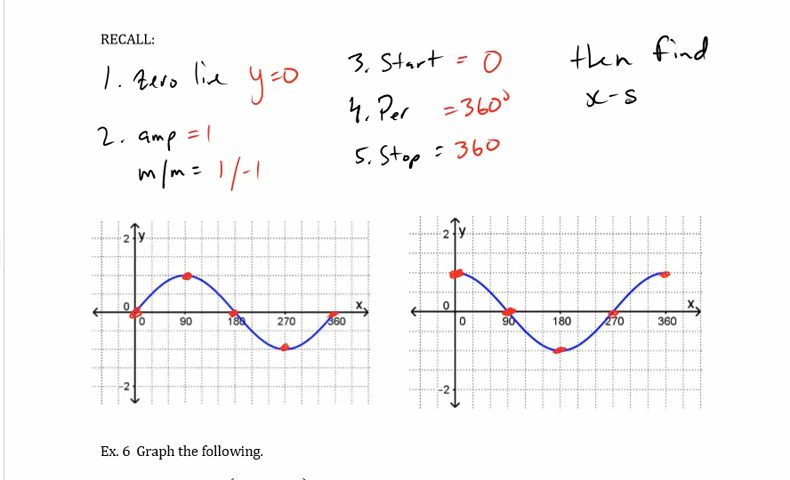 RECALL:
1. zero line y=0
2. amp = 1
m/m = 1/-1
3. Start = 0
4. Per = 360°
5. Stop = 360
then find
x-s
2 y
0
0 90 180 270 360 x
-2
2 y
0
0 90 180 270 360 x
-2
Ex. 6 Graph the following.